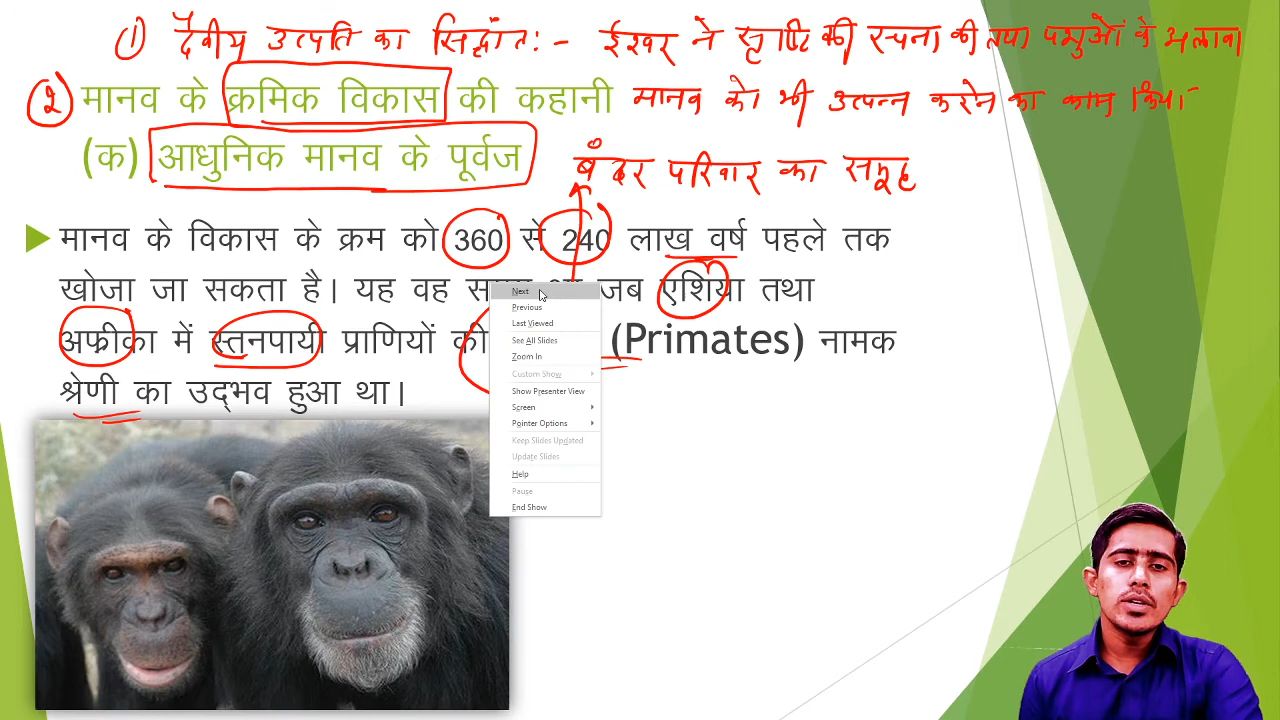 ① दैवीय उत्पति का सिद्धांत :- ईश्वर ने सृष्टि की रचना की तथा पशुओं के अलावा
२ मानव के क्रमिक विकास की कहानी मानव को भी उत्पन्न करने का काम किया।
(क) आधुनिक मानव के पूर्वज बंदर परिवार का समूह
मानव के विकास के क्रम को 360 से 240 लाख वर्ष पहले तक
खोजा जा सकता है। यह वह जब एशिया तथा
अफ्रीका में स्तनपायी प्राणियों की (Primates) नामक
श्रेणी का उद्भव हुआ था।
Next
Previous
Last Viewed
See All Slides
Zoom In
Custom Show
Show Presenter View
Screen
Pointer Options
Keep Slides Updated
Update Slides
Help
Pause
End Show